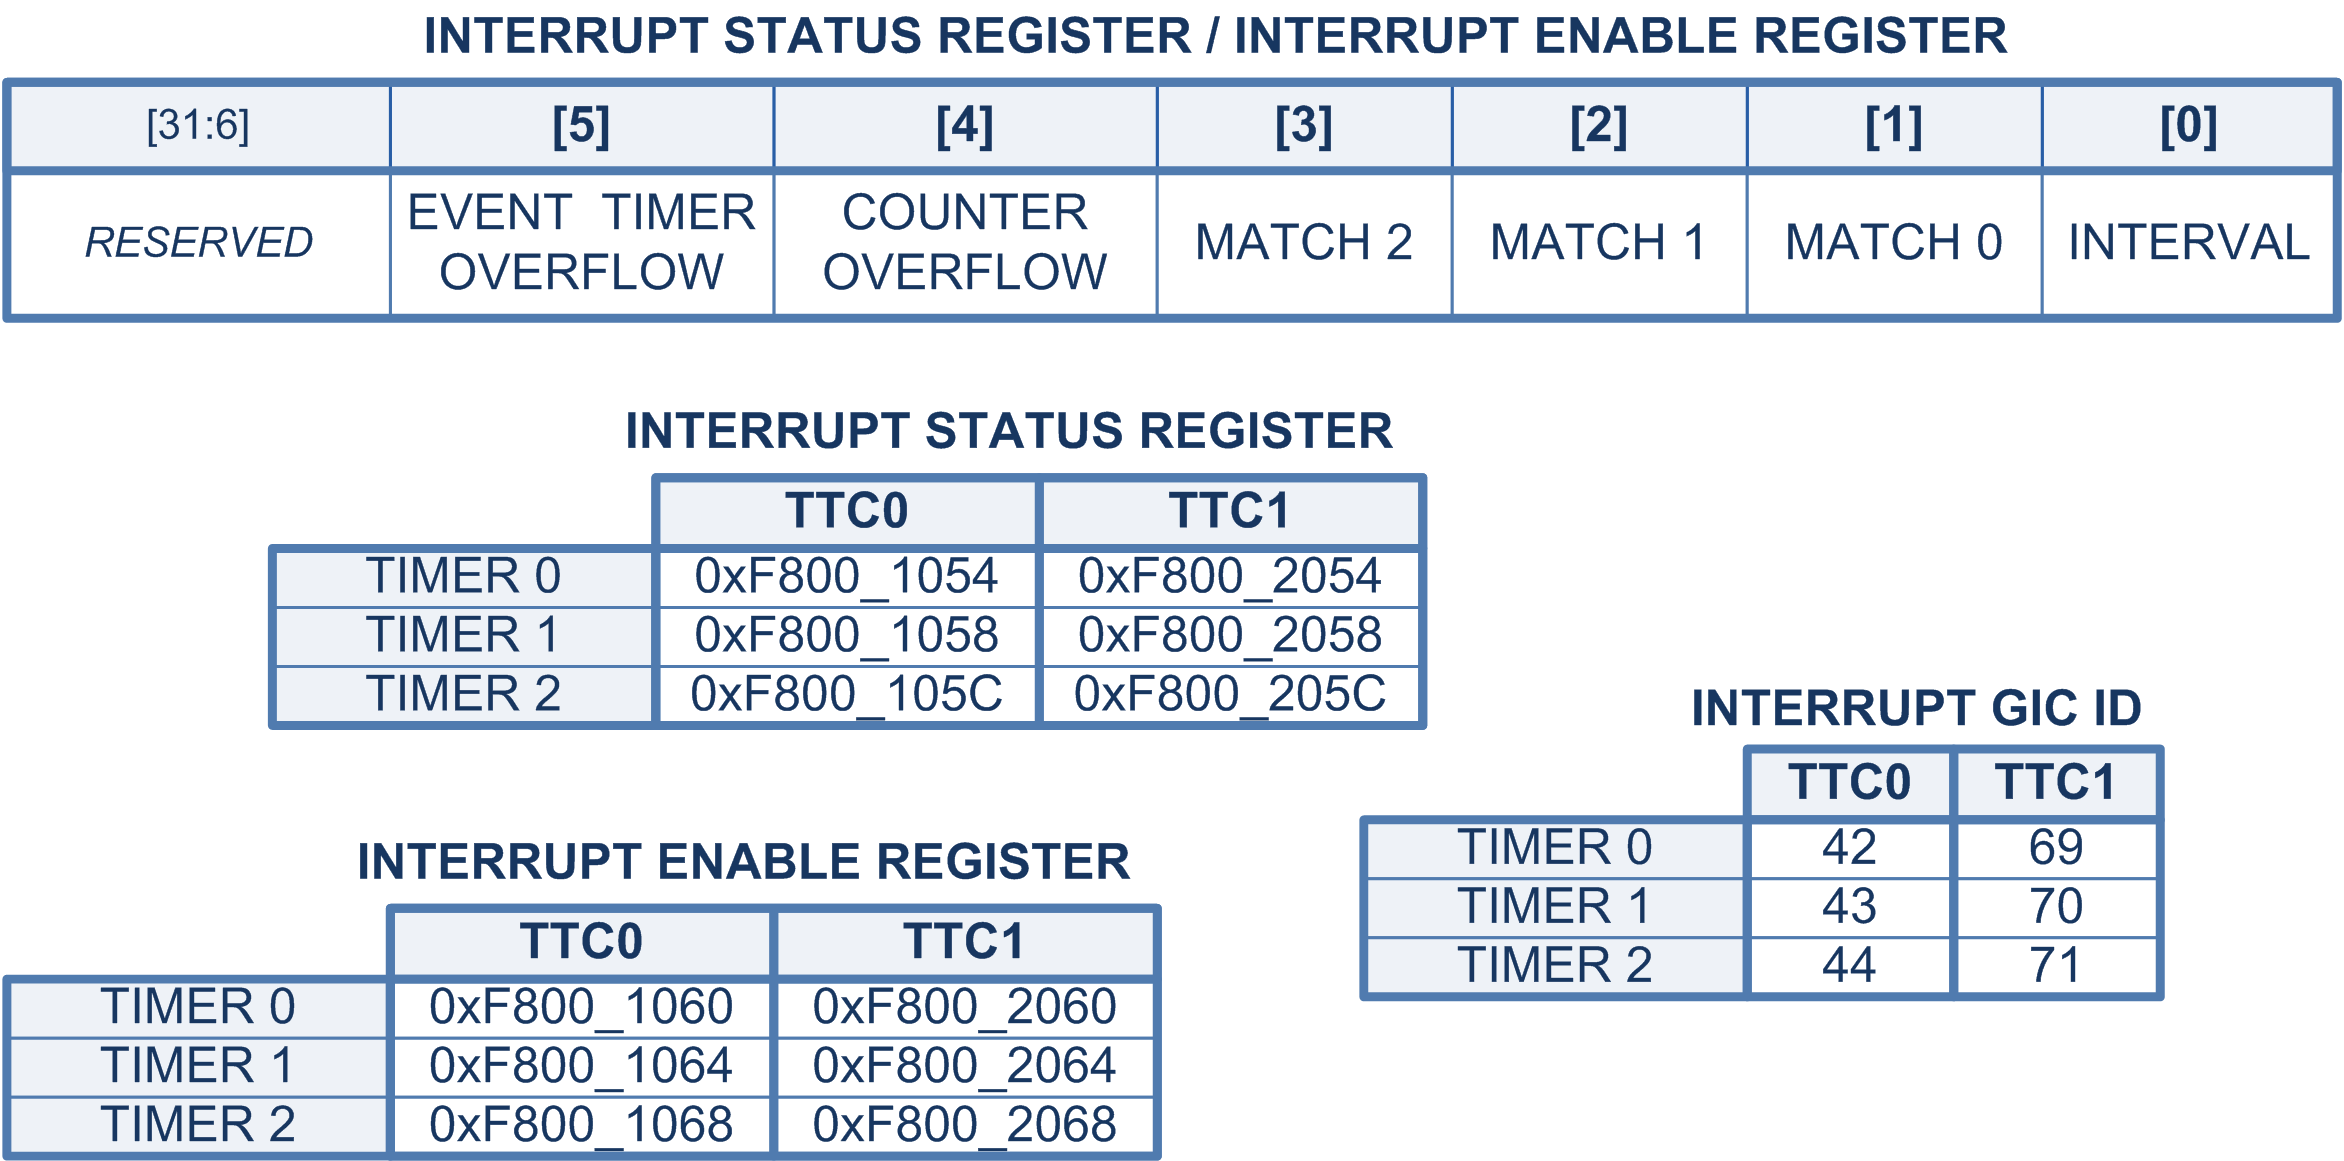 INTERRUPT STATUS REGISTER / INTERRUPT ENABLE REGISTER
[31:6] [5] [4] [3] [2] [1] [0]
RESERVED EVENT TIMER OVERFLOW COUNTER OVERFLOW MATCH 2 MATCH 1 MATCH 0 INTERVAL
INTERRUPT STATUS REGISTER
TTC0 TTC1
TIMER 0 0xF800_1054 0xF800_2054
TIMER 1 0xF800_1058 0xF800_2058
TIMER 2 0xF800_105C 0xF800_205C
INTERRUPT GIC ID
TTC0 TTC1
TIMER 0 42 69
TIMER 1 43 70
TIMER 2 44 71
INTERRUPT ENABLE REGISTER
TTC0 TTC1
TIMER 0 0xF800_1060 0xF800_2060
TIMER 1 0xF800_1064 0xF800_2064
TIMER 2 0xF800_1068 0xF800_2068